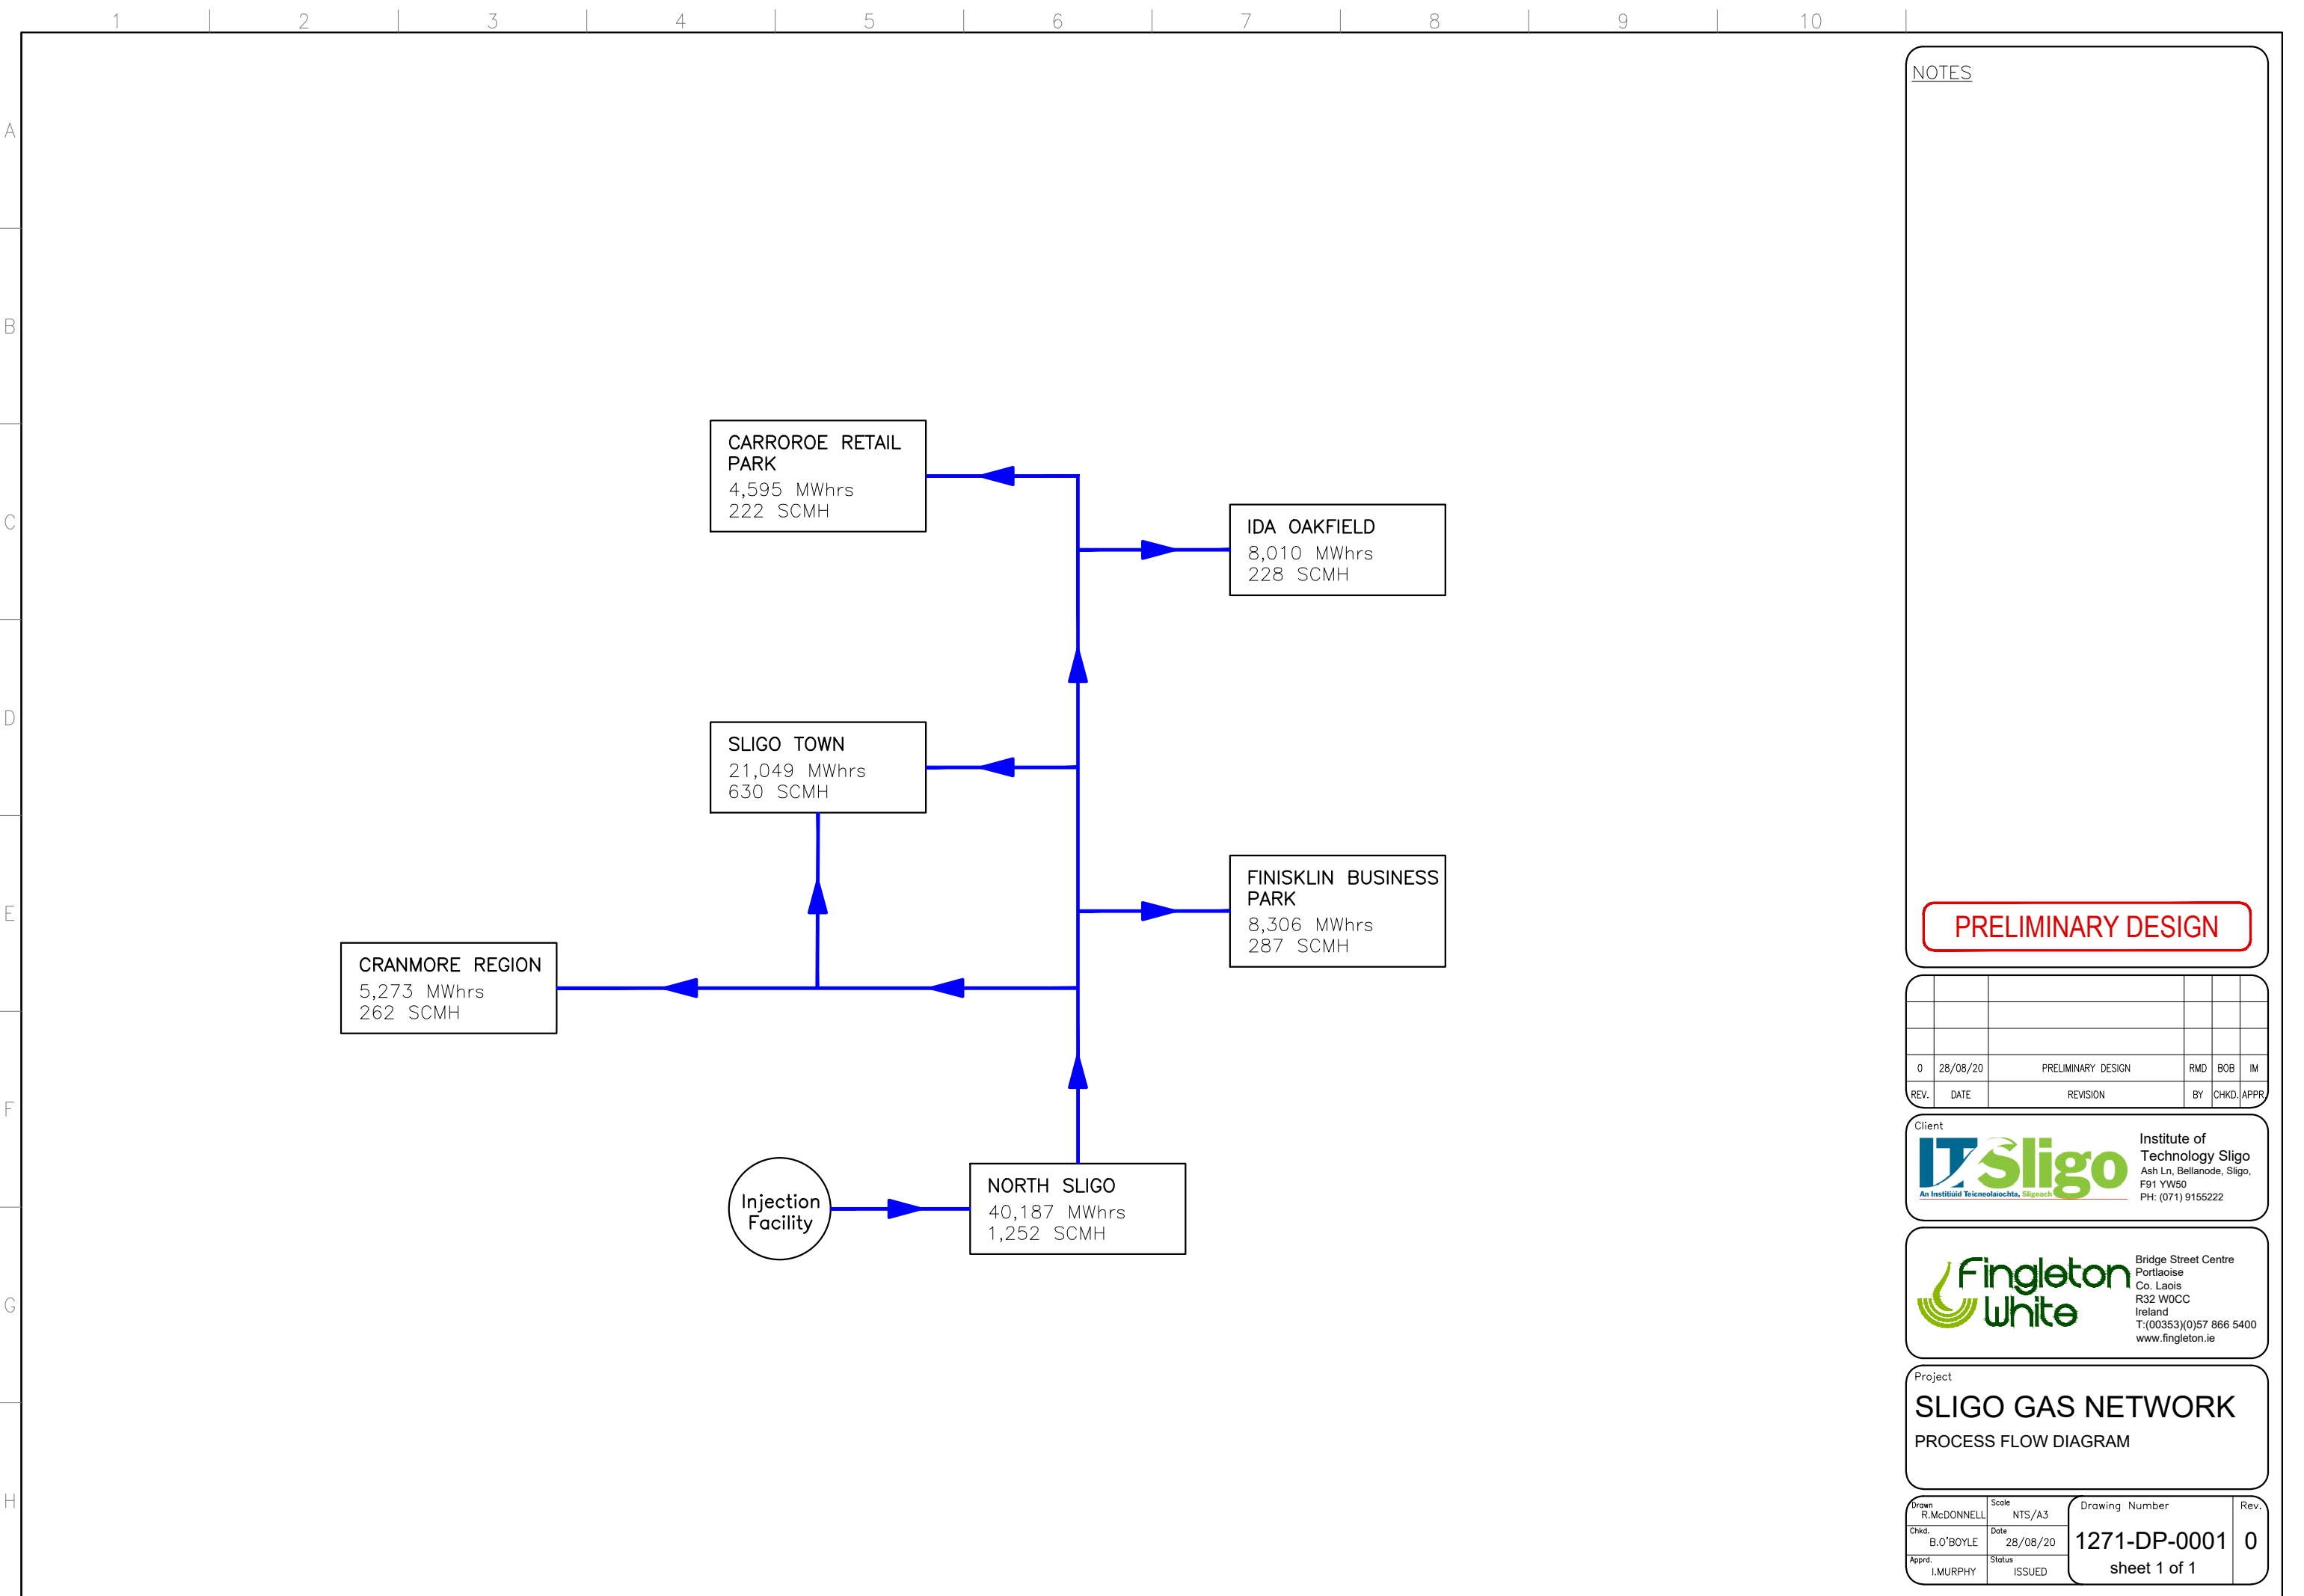 1 2 3 4 5 6 7 8 9 10
A
B
C
D
E
F
G
H
CARROROE RETAIL
PARK
4,595 MWhrs
222 SCMH
IDA OAKFIELD
8,010 MWhrs
228 SCMH
SLIGO TOWN
21,049 MWhrs
630 SCMH
FINISKLIN BUSINESS
PARK
8,306 MWhrs
287 SCMH
CRANMORE REGION
5,273 MWhrs
262 SCMH
Injection
Facility
NORTH SLIGO
40,187 MWhrs
1,252 SCMH
NOTES
PRELIMINARY DESIGN
0 28/08/20 PRELIMINARY DESIGN RMD BOB IM
REV. DATE REVISION BY CHKD. APPR.
Client
ITSligo
An Institiúid Teicneolaíochta, Sligeach
Institute of
Technology Sligo
Ash Ln, Bellanode, Sligo,
F91 YW50
PH: (071) 9155222
Fingleton
White
Bridge Street Centre
Portlaoise
Co. Laois
R32 W0CC
Ireland
T:(00353)(0)57 866 5400
www.fingleton.ie
Project
SLIGO GAS NETWORK
PROCESS FLOW DIAGRAM
Drawn
R.McDONNELL
Scale
NTS/A3
Chkd.
B.O'BOYLE
Date
28/08/20
Apprd.
I.MURPHY
Status
ISSUED
Drawing Number
1271-DP-0001
sheet 1 of 1
Rev.
0